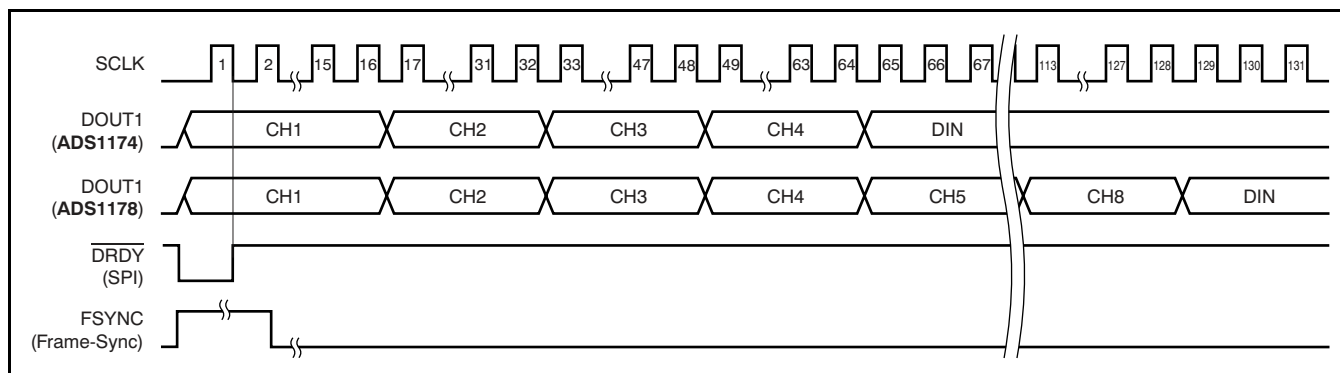 SCLK
1 2 15 16 17 31 32 33 47 48 49 63 64 65 66 67 113 127 128 129 130 131
DOUT1
(ADS1174)
CH1 CH2 CH3 CH4 DIN
DOUT1
(ADS1178)
CH1 CH2 CH3 CH4 CH5 CH8 DIN
DRDY
(SPI)
FSYNC
(Frame-Sync)